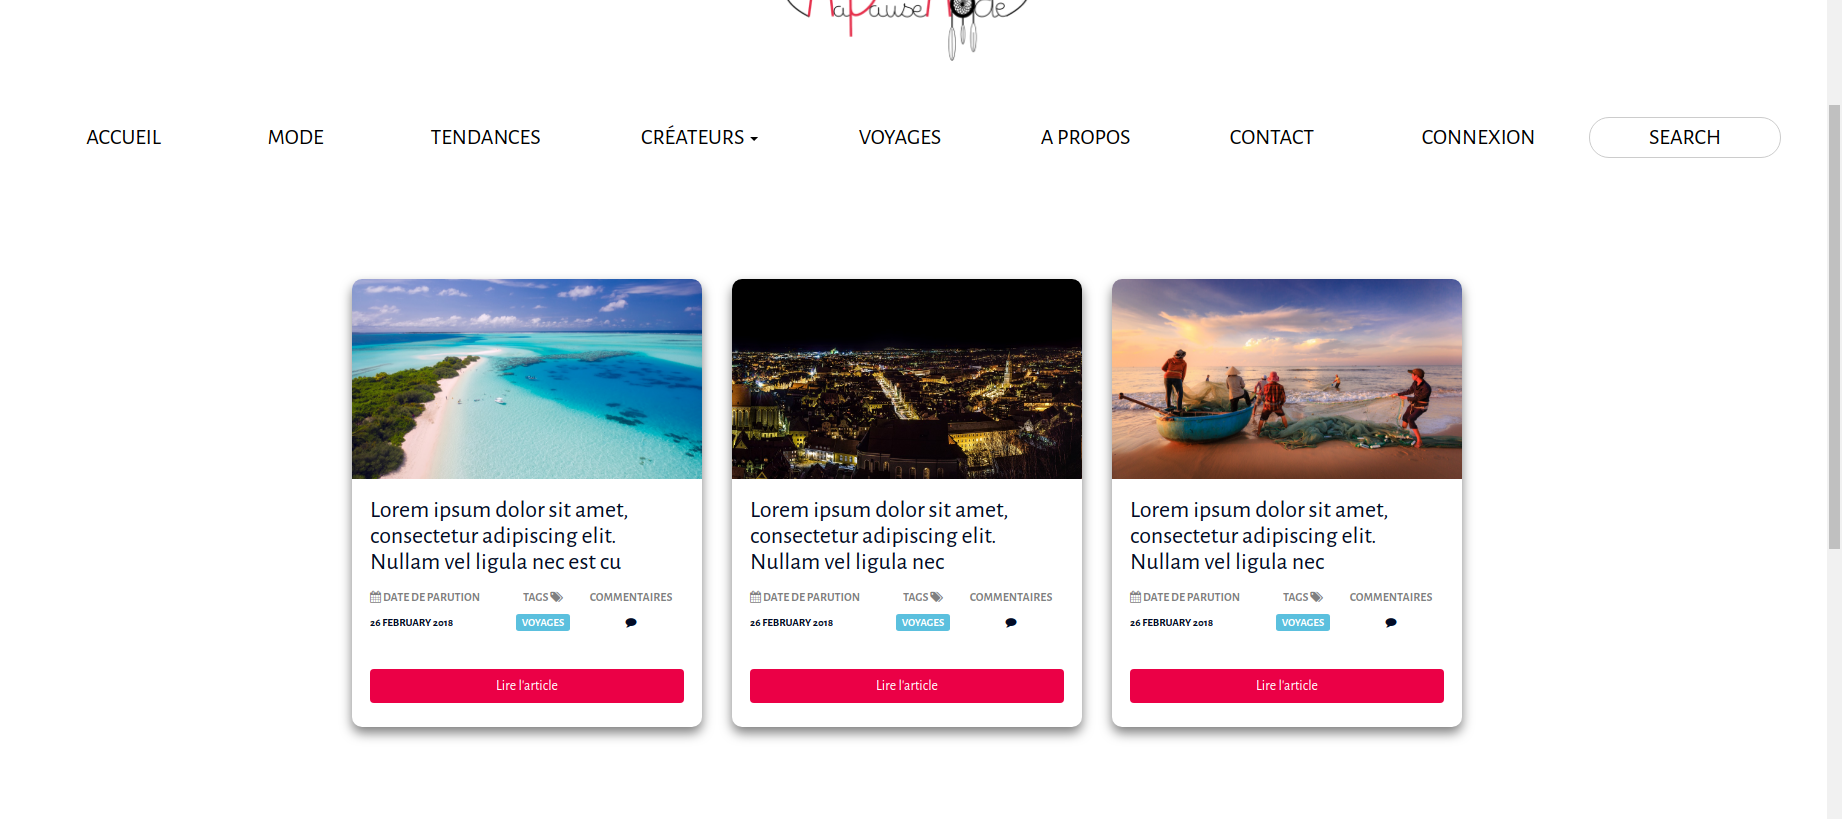 aPause Mode
ACCUEIL
MODE
TENDANCES
CRÉATEURS
VOYAGES
A PROPOS
CONTACT
CONNEXION
SEARCH
Lorem ipsum dolor sit amet,
consectetur adipiscing elit.
Nullam vel ligula nec est cu
DATE DE PARUTION
TAGS
COMMENTAIRES
26 FEBRUARY 2018
VOYAGES
Lire l'article
Lorem ipsum dolor sit amet,
consectetur adipiscing elit.
Nullam vel ligula nec
DATE DE PARUTION
TAGS
COMMENTAIRES
26 FEBRUARY 2018
VOYAGES
Lire l'article
Lorem ipsum dolor sit amet,
consectetur adipiscing elit.
Nullam vel ligula nec
DATE DE PARUTION
TAGS
COMMENTAIRES
26 FEBRUARY 2018
VOYAGES
Lire l'article